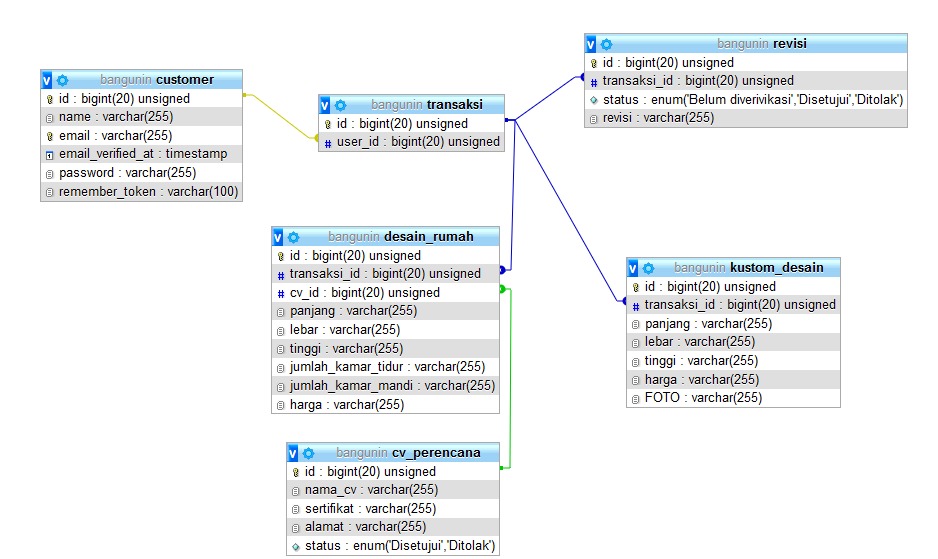 bangunin customer
id : bigint(20) unsigned
name : varchar(255)
email : varchar(255)
email_verified_at : timestamp
password : varchar(255)
remember_token : varchar(100)
bangunin transaksi
id : bigint(20) unsigned
user_id : bigint(20) unsigned
bangunin revisi
id : bigint(20) unsigned
transaksi_id : bigint(20) unsigned
status : enum('Belum diverivikasi','Disetujui','Ditolak')
revisi : varchar(255)
bangunin desain_rumah
id : bigint(20) unsigned
transaksi_id : bigint(20) unsigned
cv_id : bigint(20) unsigned
panjang : varchar(255)
lebar : varchar(255)
tinggi : varchar(255)
jumlah_kamar_tidur : varchar(255)
jumlah_kamar_mandi : varchar(255)
harga : varchar(255)
bangunin kustom_desain
id : bigint(20) unsigned
transaksi_id : bigint(20) unsigned
panjang : varchar(255)
lebar : varchar(255)
tinggi : varchar(255)
harga : varchar(255)
FOTO : varchar(255)
bangunin cv_perencana
id : bigint(20) unsigned
nama_cv : varchar(255)
sertifikat : varchar(255)
alamat : varchar(255)
status : enum('Disetujui','Ditolak')